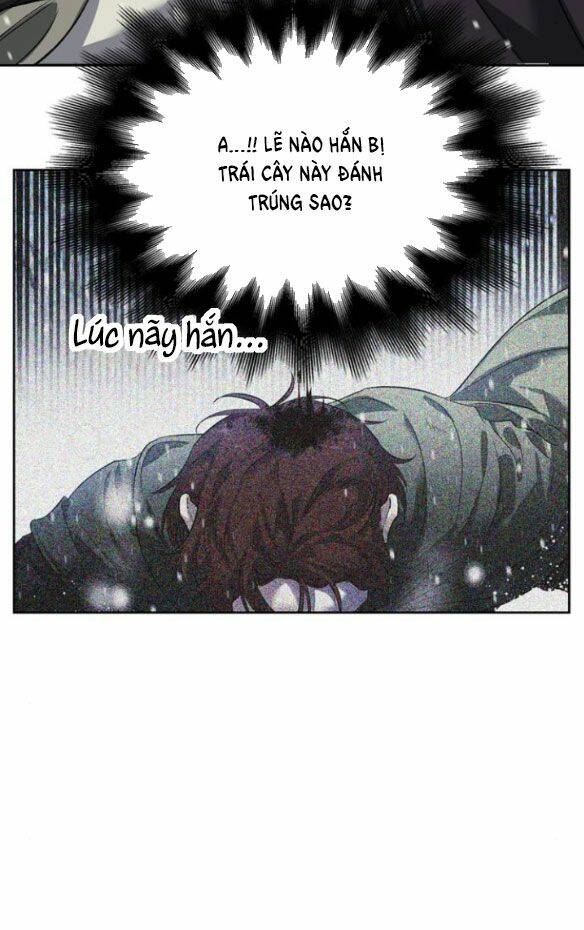 A...!! LẼ NÀO HẮN BỊ
TRÁI CÂY NÀY ĐÁNH
TRÚNG SAO?
Lúc nãy hắn...